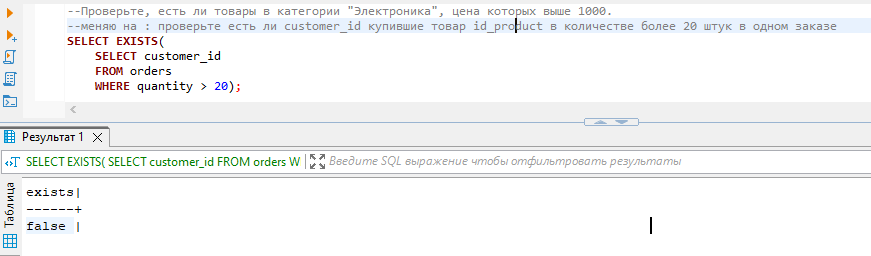 --Проверьте, есть ли товары в категории "Электроника", цена которых выше 1000.
--меняю на : проверьте есть ли customer_id купившие товар id_product в количестве более 20 штук в одном заказе
SELECT EXISTS(
SELECT customer_id
FROM orders
WHERE quantity > 20);
Результат 1
SELECT EXISTS( SELECT customer_id FROM orders W
Введите SQL выражение чтобы отфильтровать результаты
Таблица
exists|
------+
false |